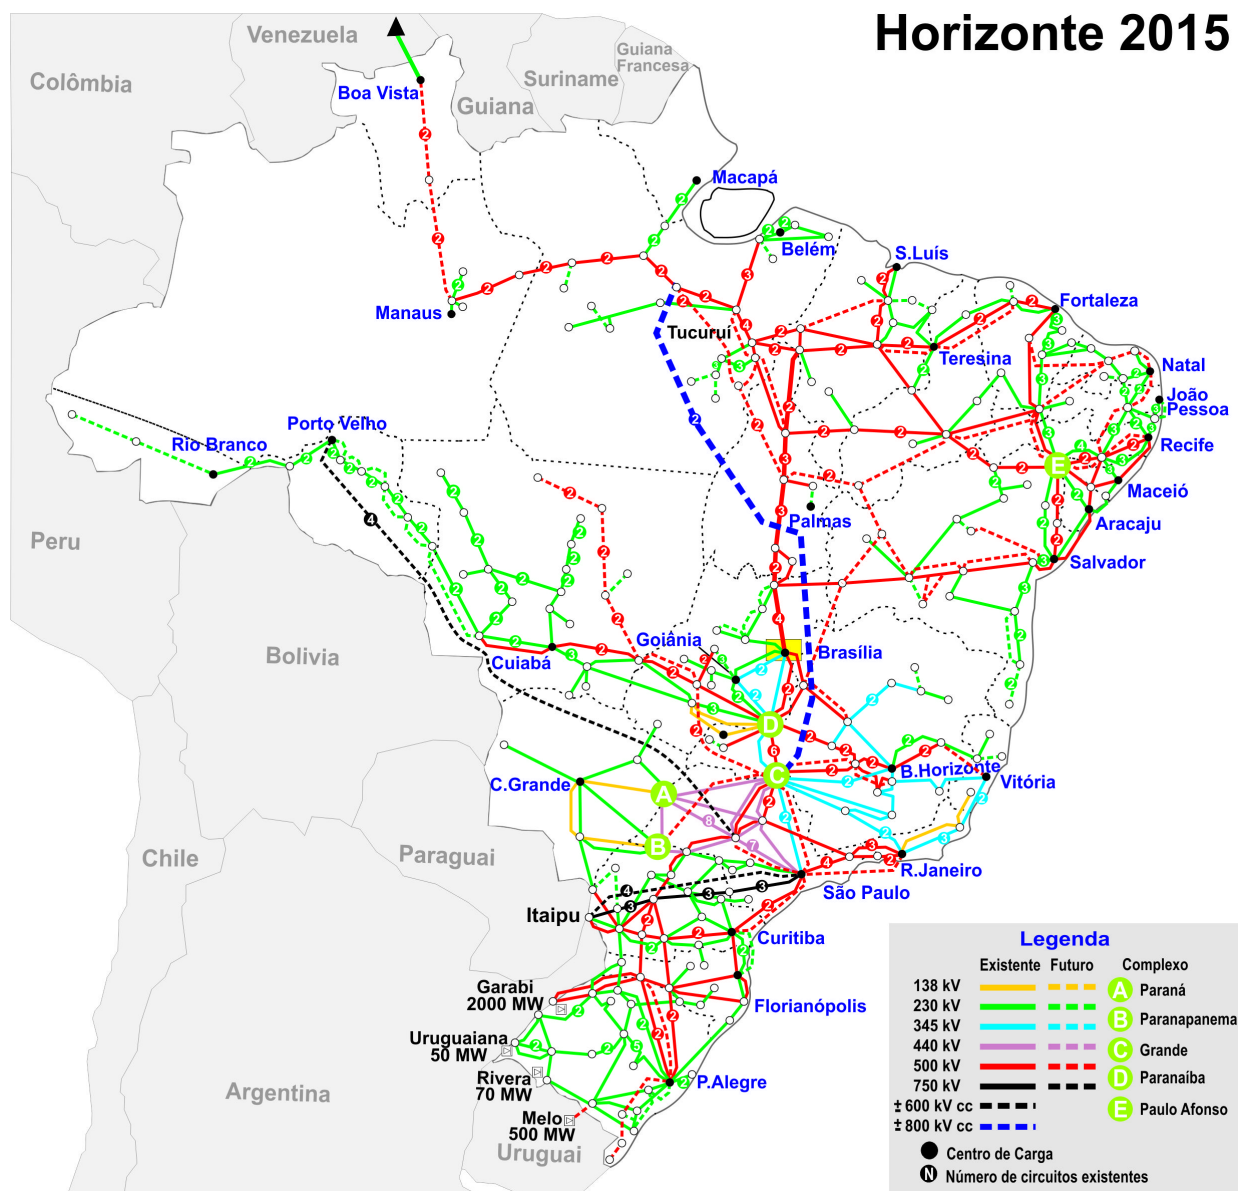 Horizonte 2015
Venezuela
Guiana
Francesa
Colômbia
Suriname
Boa Vista
Guiana
Macapá
Belém
S.Luís
Manaus
Fortaleza
Tucuruí
Teresina
Natal
João
Pessoa
Porto Velho
Rio Branco
Recife
E
Maceió
Palmas
Aracaju
Peru
Salvador
Goiânia
Brasília
Bolivia
Cuiabá
D
C
B.Horizonte
Vitória
C.Grande
A
B
Chile
Paraguai
R.Janeiro
São Paulo
Itaipu
Curitiba
Garabi
2000 MW
Florianópolis
Uruguaiana
50 MW
Rivera
70 MW
P.Alegre
Argentina
Melo
500 MW
Uruguai
Legenda
Existente Futuro Complexo
138 kV A Paraná
230 kV B Paranapanema
345 kV
440 kV C Grande
500 kV D Paranaíba
750 kV
± 600 kV cc E Paulo Afonso
± 800 kV cc
Centro de Carga
N Número de circuitos existentes